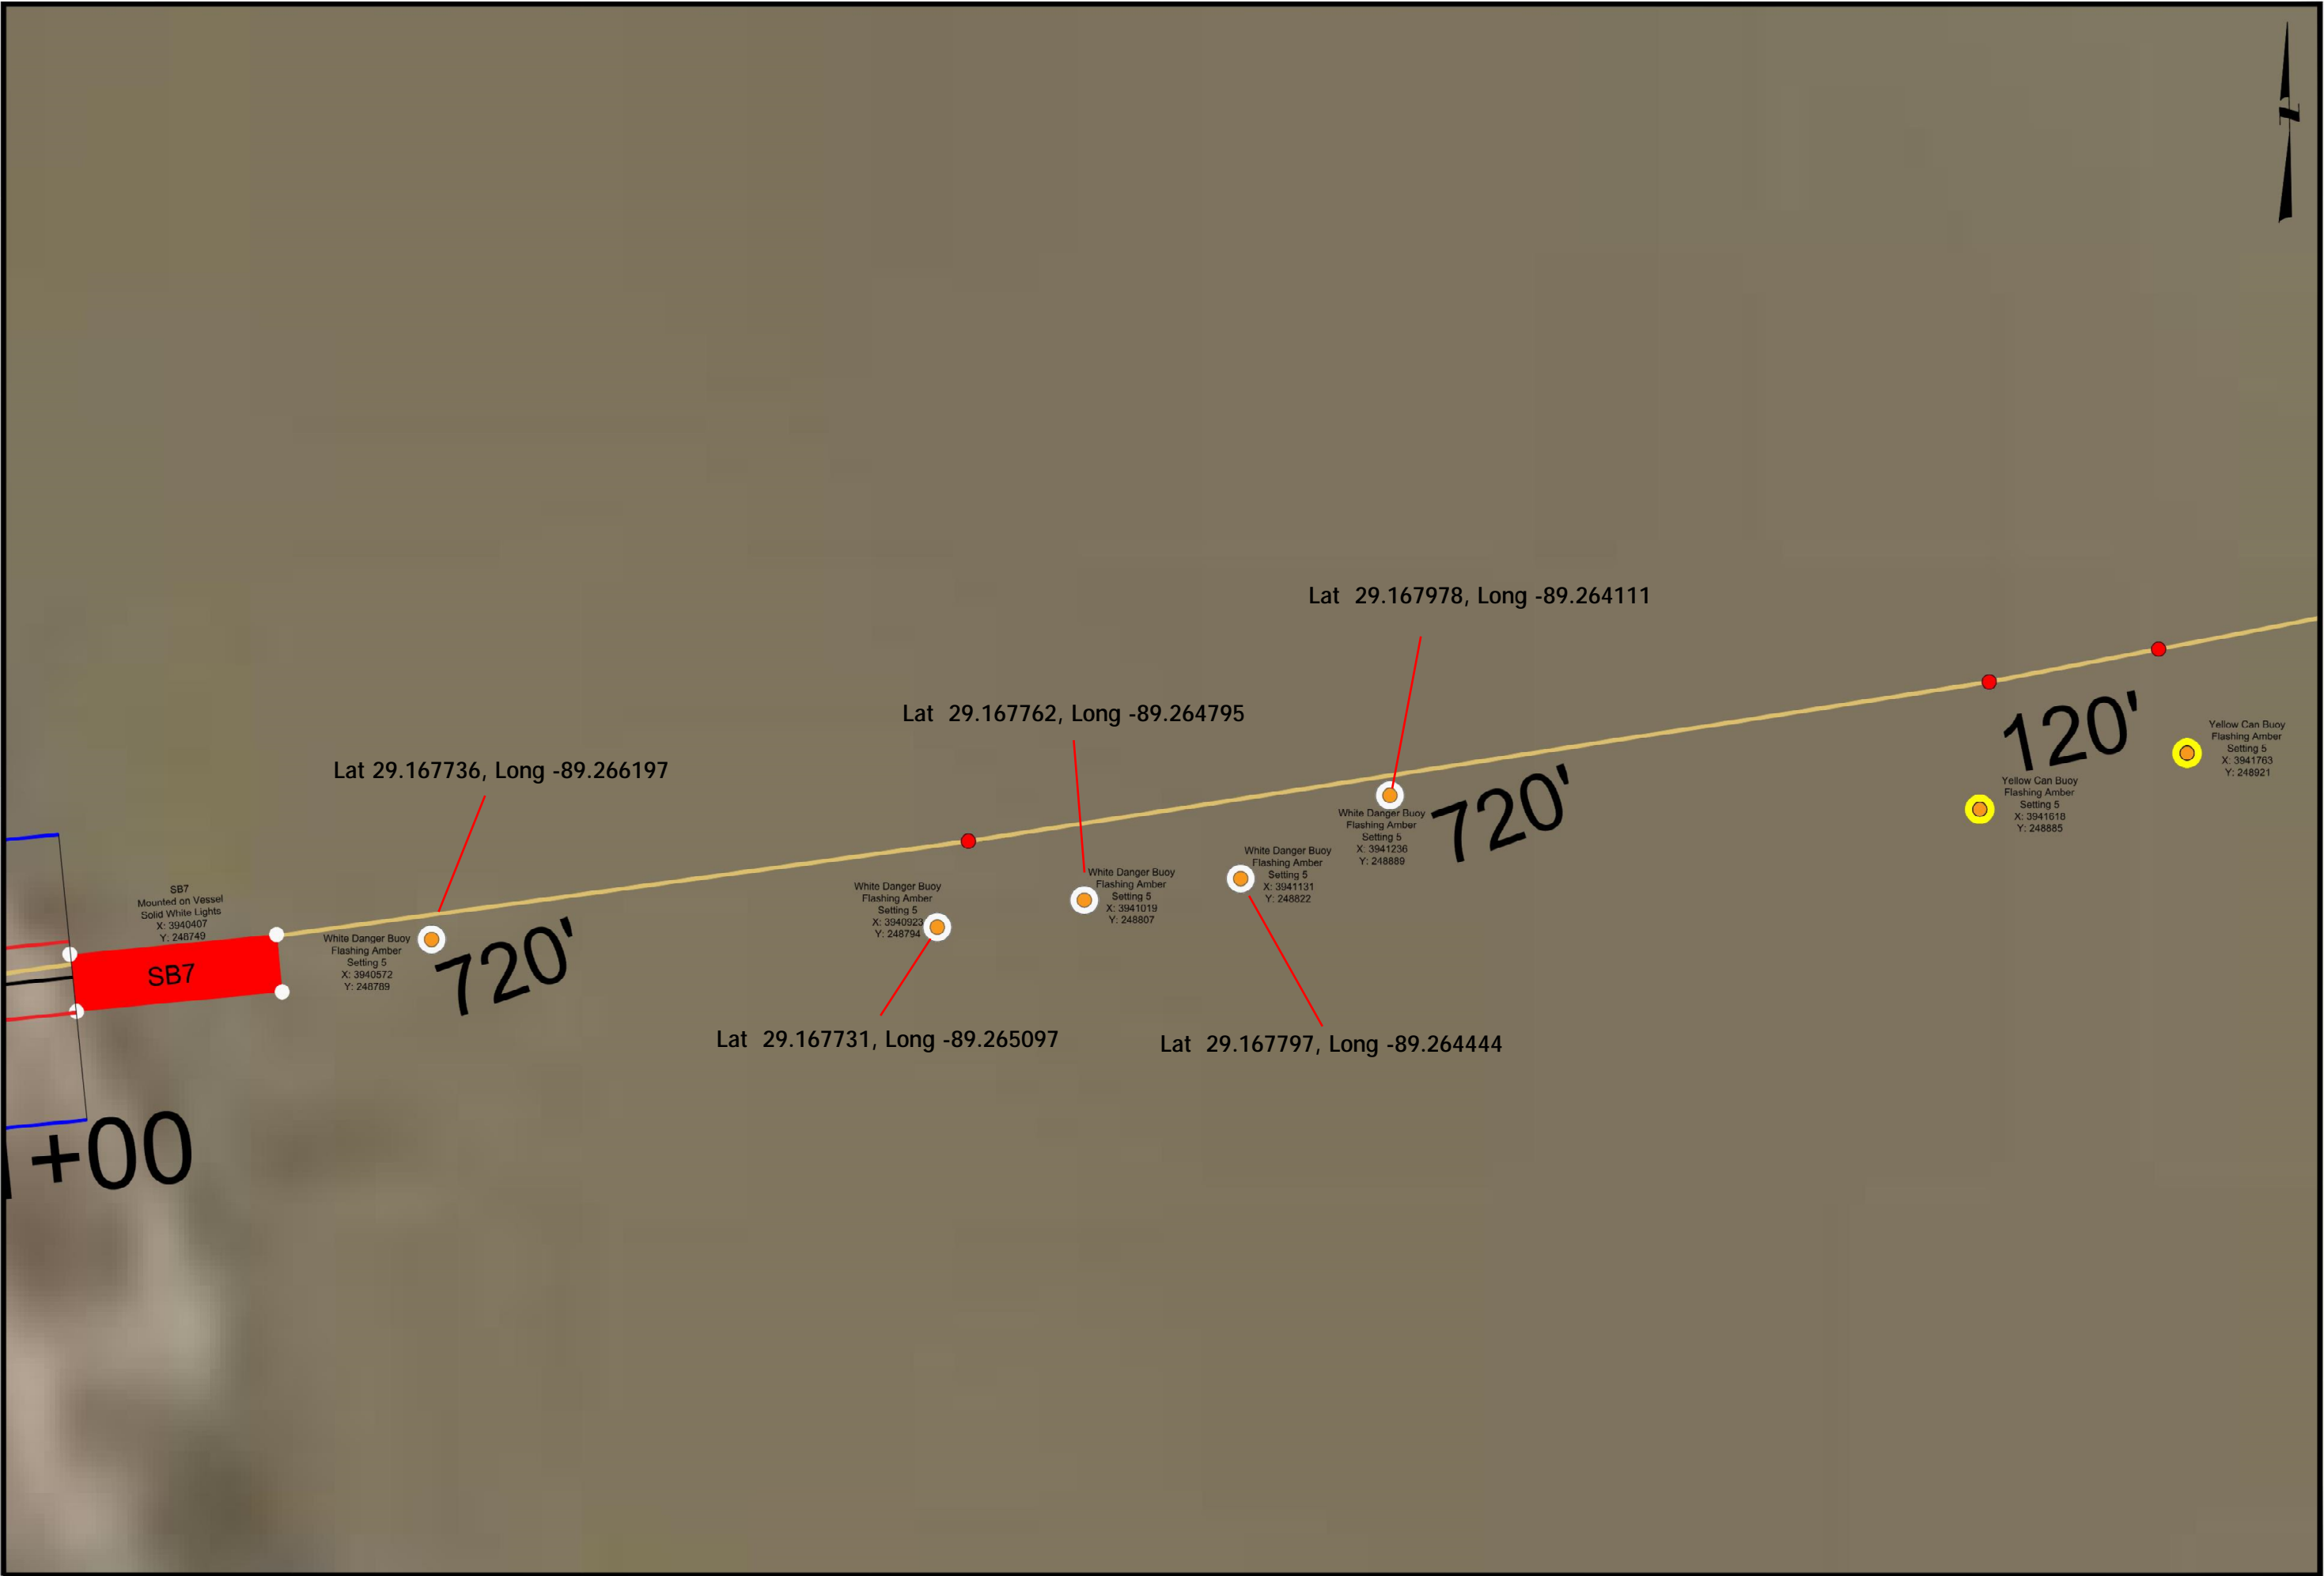 Lat  29.167978, Long -89.264111
Lat  29.167762, Long -89.264795
Lat 29.167736, Long -89.266197
120'
Yellow Can Buoy
Flashing Amber
Setting 5
X: 3941763
Y: 248921
Yellow Can Buoy
Flashing Amber
Setting 5
X: 3941618
Y: 248885
White Danger Buoy
Flashing Amber
Setting 5
X: 3941236
Y: 248889
720'
White Danger Buoy
Flashing Amber
Setting 5
X: 3941131
Y: 248822
White Danger Buoy
Flashing Amber
Setting 5
X: 3941019
Y: 248807
White Danger Buoy
Flashing Amber
Setting 5
X: 3940923
Y: 248794
SB7
Mounted on Vessel
Solid White Lights
X: 3940407
Y: 248749
SB7
White Danger Buoy
Flashing Amber
Setting 5
X: 3940572
Y: 248789
720'
Lat  29.167731, Long -89.265097
Lat  29.167797, Long -89.264444
+00